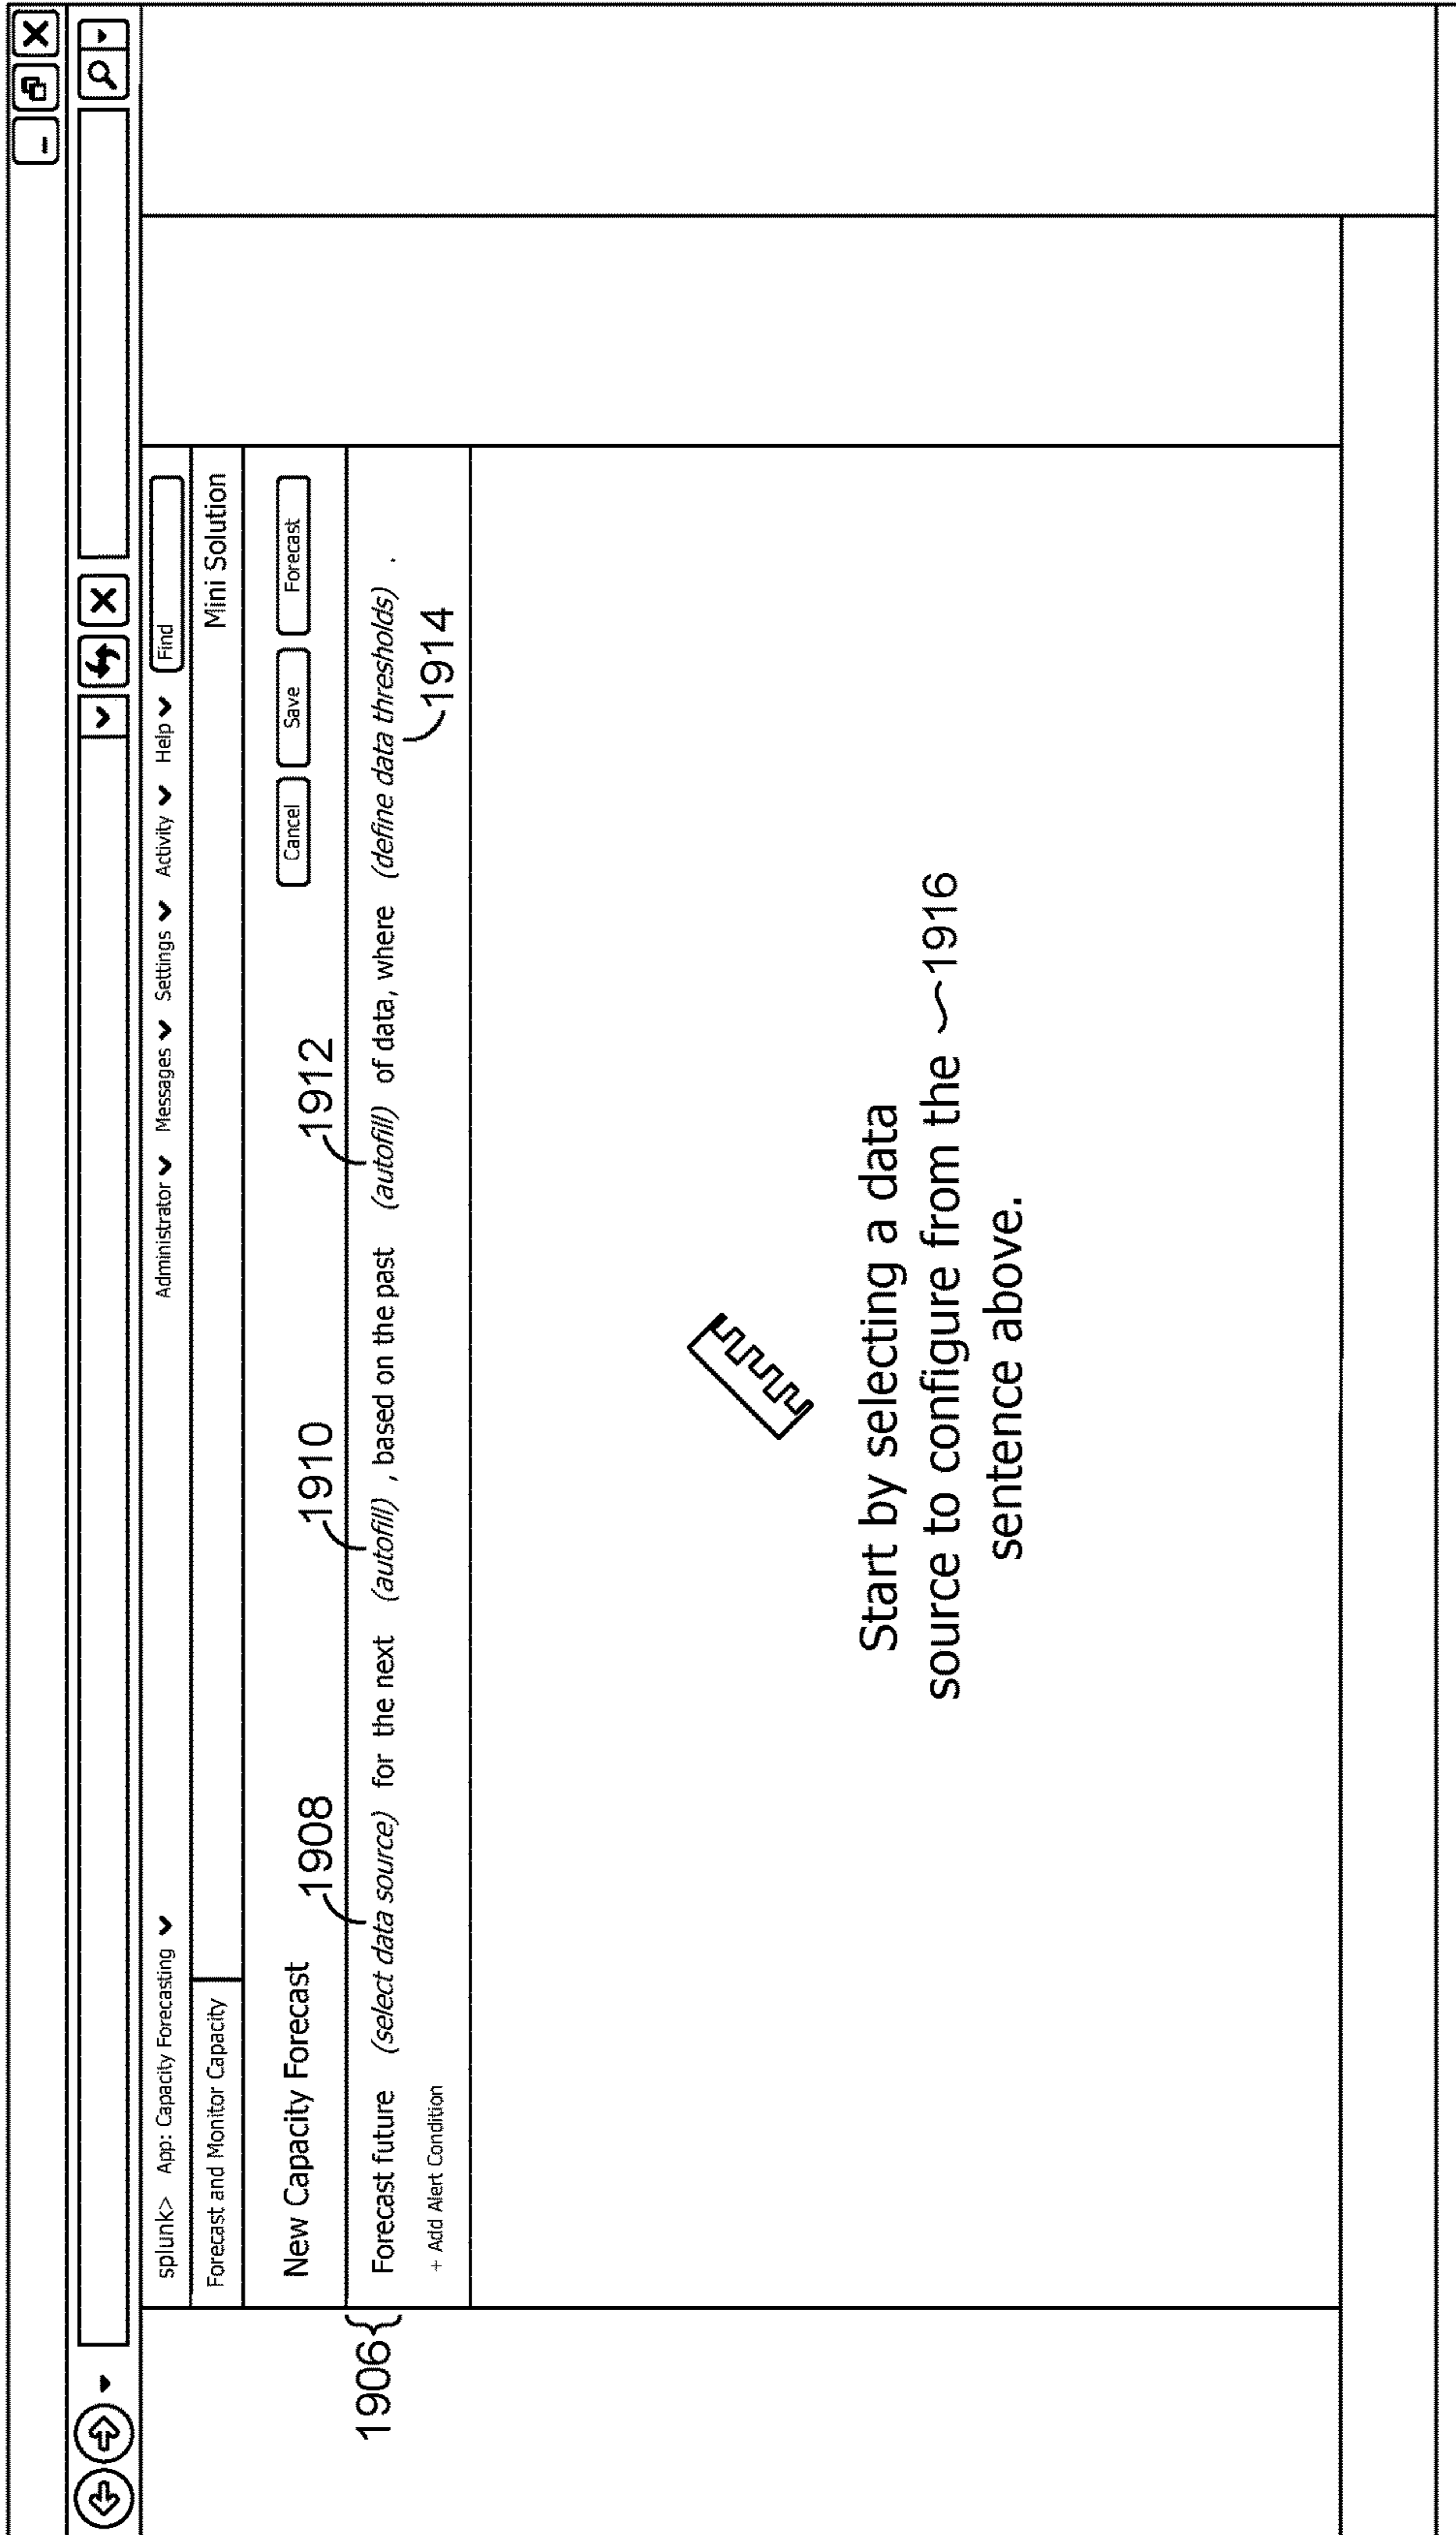 splunk> App: Capacity Forecasting Administrator Messages Settings Activity Help Find
Forecast and Monitor Capacity Mini Solution
New Capacity Forecast Cancel Save Forecast
1908 1910 1912
1906 Forecast future (select data source) for the next (autofill) , based on the past (autofill) of data, where (define data thresholds) .
+ Add Alert Condition 1914
Start by selecting a data
source to configure from the 1916
sentence above.